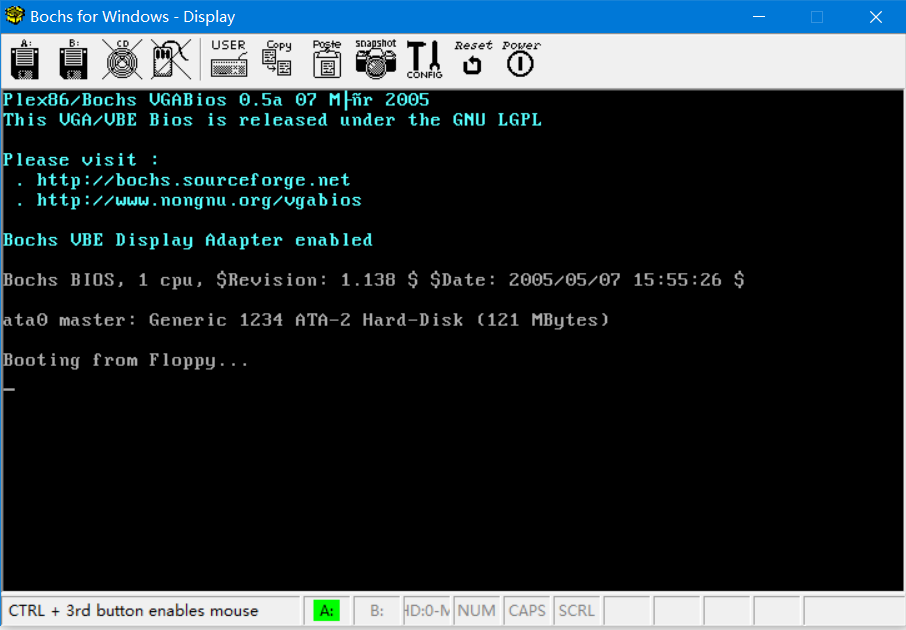 Bochs for Windows - Display
A: B: CD USER Copy Paste snapshot CONFIG Reset Power
Plex86/Bochs VGABios 0.5a 07 M├ñr 2005
This VGA/VBE Bios is released under the GNU LGPL
Please visit :
. http://bochs.sourceforge.net
. http://www.nongnu.org/vgabios
Bochs VBE Display Adapter enabled
Bochs BIOS, 1 cpu, $Revision: 1.138 $ $Date: 2005/05/07 15:55:26 $
ata0 master: Generic 1234 ATA-2 Hard-Disk (121 MBytes)
Booting from Floppy...
_
CTRL + 3rd button enables mouse A: B: HD:0-M NUM CAPS SCRL